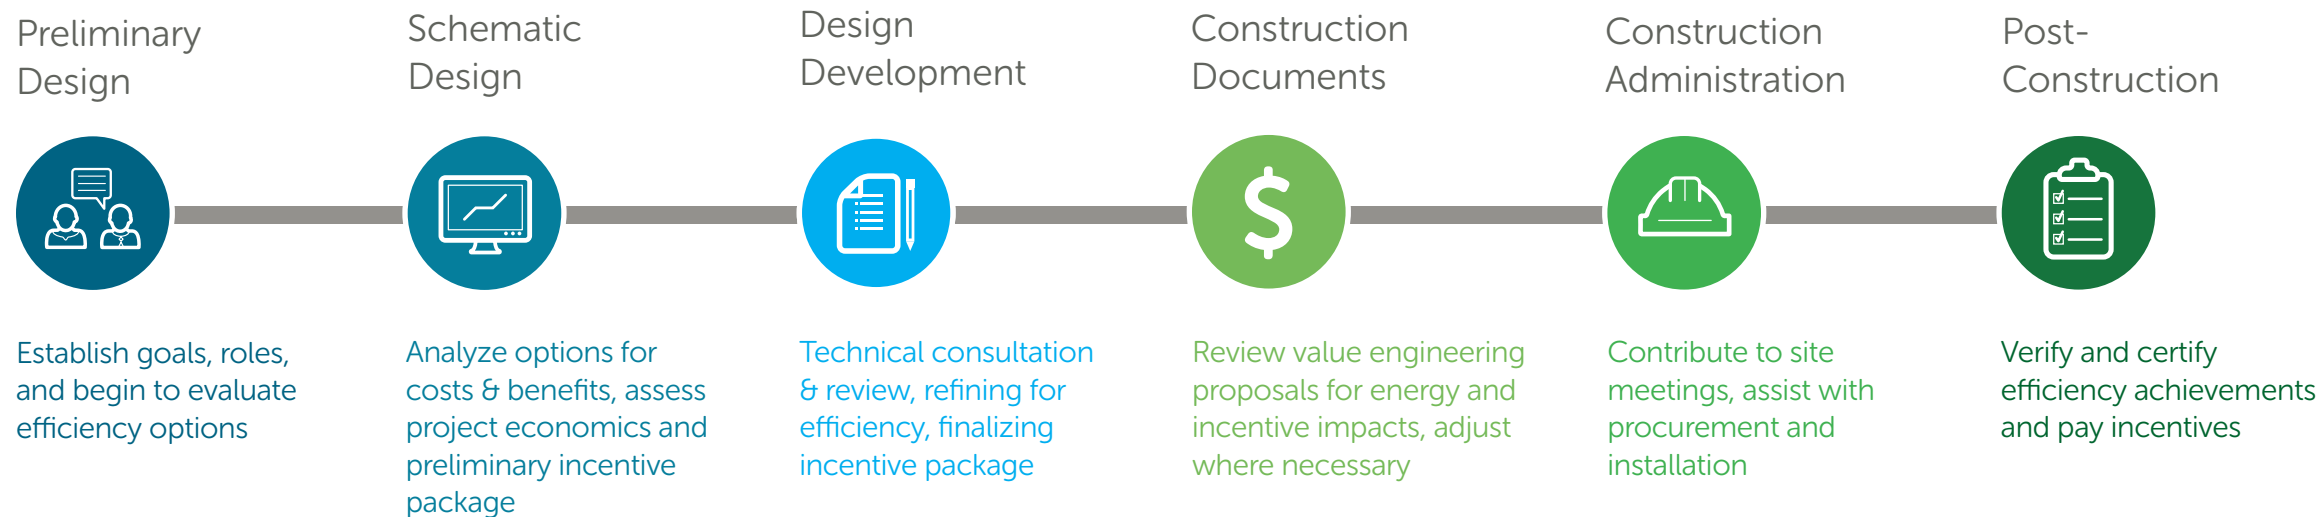 Preliminary
Design
Schematic
Design
Design
Development
Construction
Documents
Construction
Administration
Post-
Construction
$
Establish goals, roles,
and begin to evaluate
efficiency options
Analyze options for
costs & benefits, assess
project economics and
preliminary incentive
package
Technical consultation
& review, refining for
efficiency, finalizing
incentive package
Review value engineering
proposals for energy and
incentive impacts, adjust
where necessary
Contribute to site
meetings, assist with
procurement and
installation
Verify and certify
efficiency achievements
and pay incentives